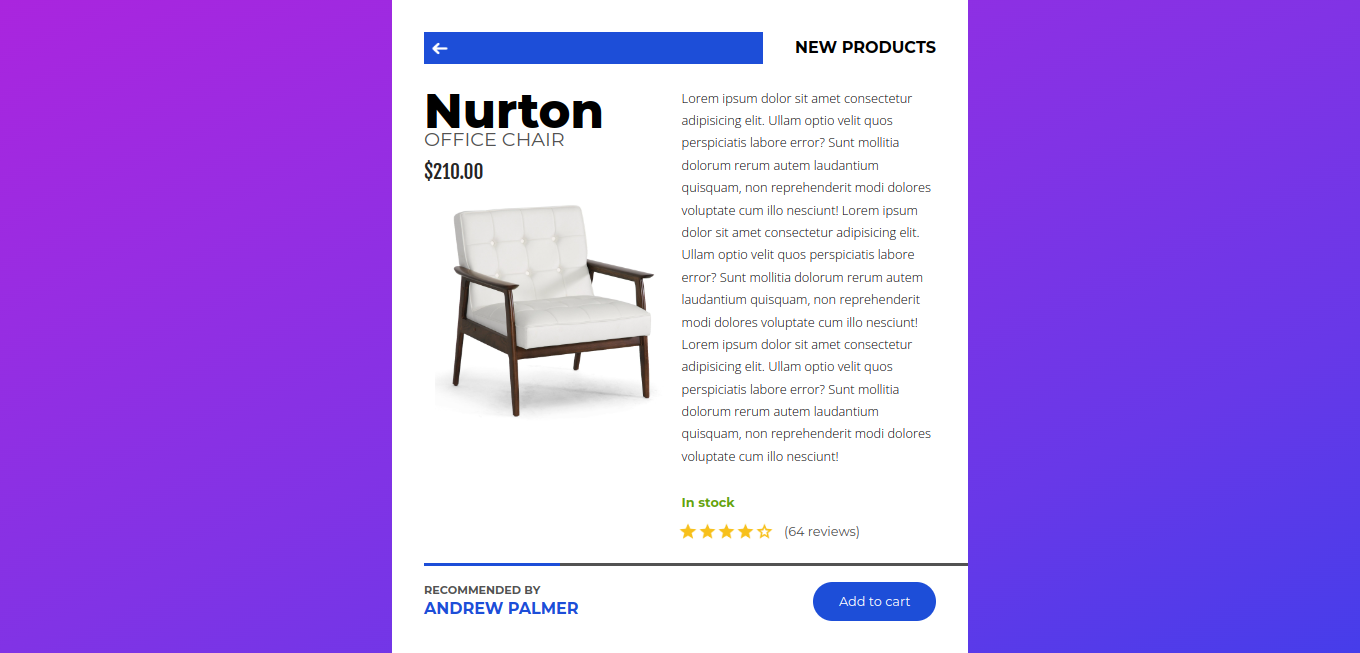 NEW PRODUCTS
Nurton
OFFICE CHAIR
$210.00
Lorem ipsum dolor sit amet consectetur
adipisicing elit. Ullam optio velit quos
perspiciatis labore error? Sunt mollitia
dolorum rerum autem laudantium
quisquam, non reprehenderit modi dolores
voluptate cum illo nesciunt! Lorem ipsum
dolor sit amet consectetur adipisicing elit.
Ullam optio velit quos perspiciatis labore
error? Sunt mollitia dolorum rerum autem
laudantium quisquam, non reprehenderit
modi dolores voluptate cum illo nesciunt!
Lorem ipsum dolor sit amet consectetur
adipisicing elit. Ullam optio velit quos
perspiciatis labore error? Sunt mollitia
dolorum rerum autem laudantium
quisquam, non reprehenderit modi dolores
voluptate cum illo nesciunt!
In stock
(64 reviews)
RECOMMENDED BY
ANDREW PALMER
Add to cart